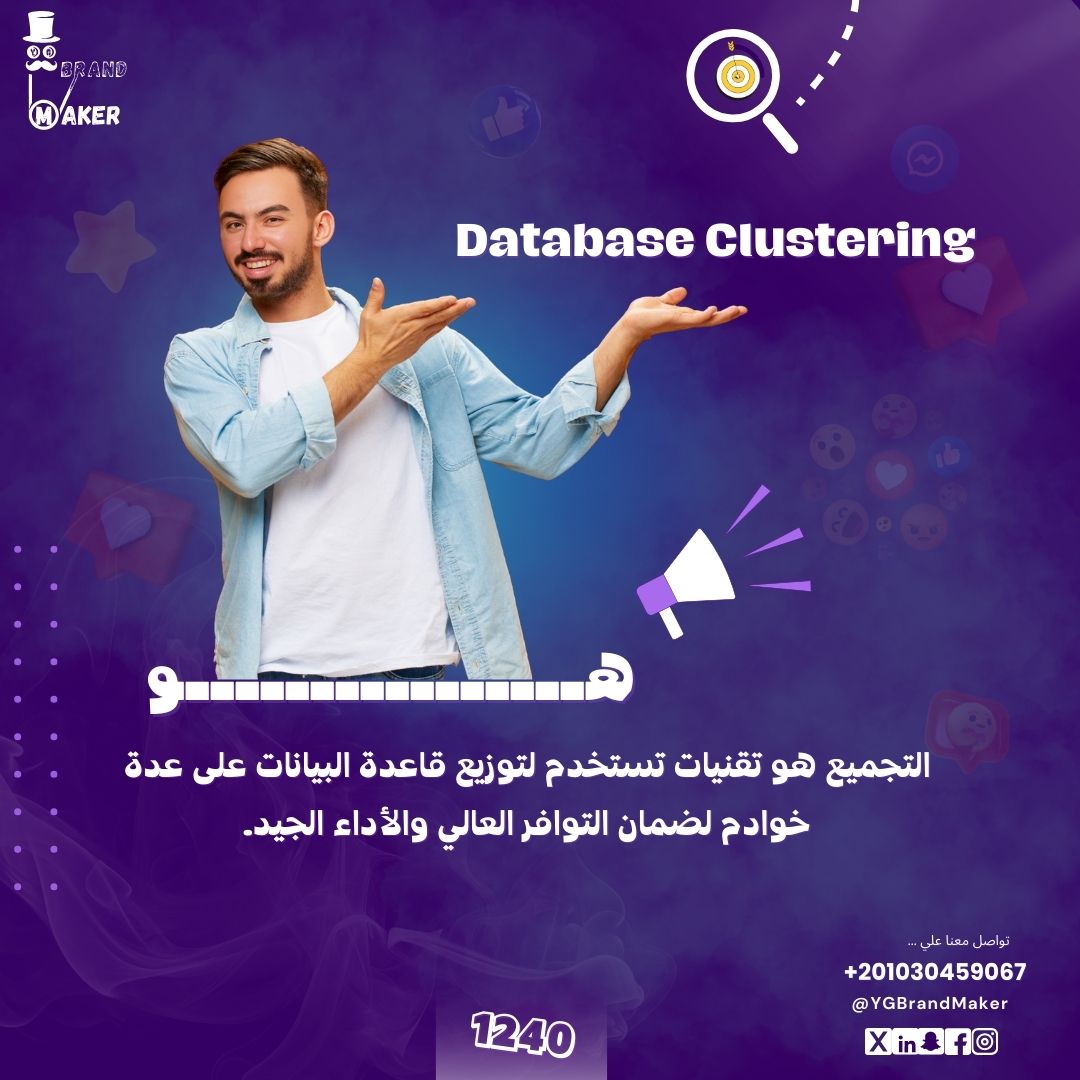 BRAND
MAKER
Database Clustering
هـــــــــــــــو
التجميع هو تقنيات تستخدم لتوزيع قاعدة البيانات على عدة
خوادم لضمان التوافر العالي والأداء الجيد.
تواصل معنا علي ...
+201030459067
@YGBrandMaker
1240